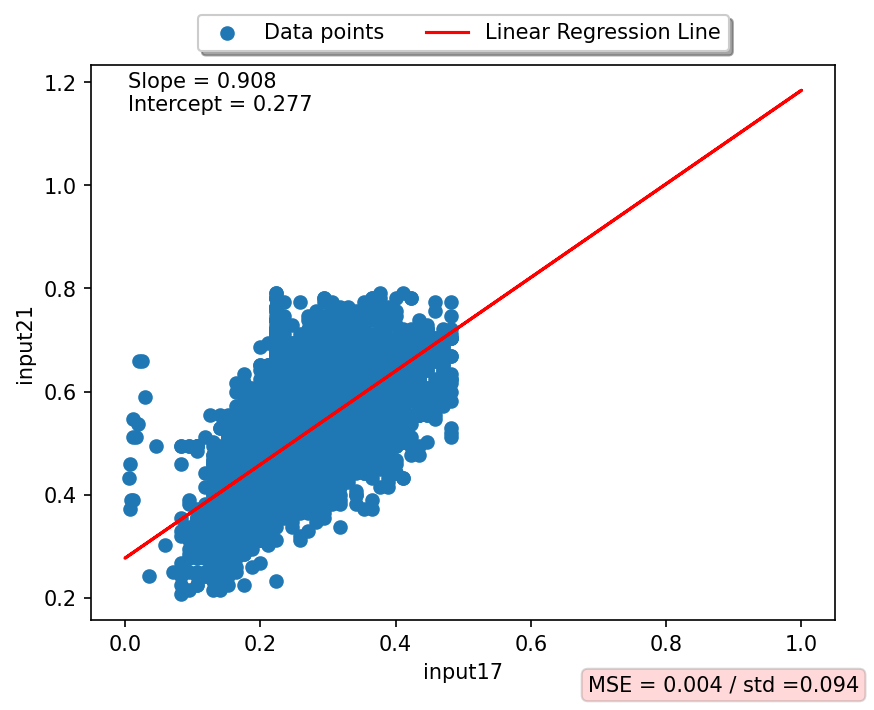 Data points
Linear Regression Line
Slope = 0.908
Intercept = 0.277
1.2
1.0
0.8
0.6
0.4
0.2
input21
0.0
0.2
0.4
0.6
0.8
1.0
input17
MSE = 0.004 / std =0.094